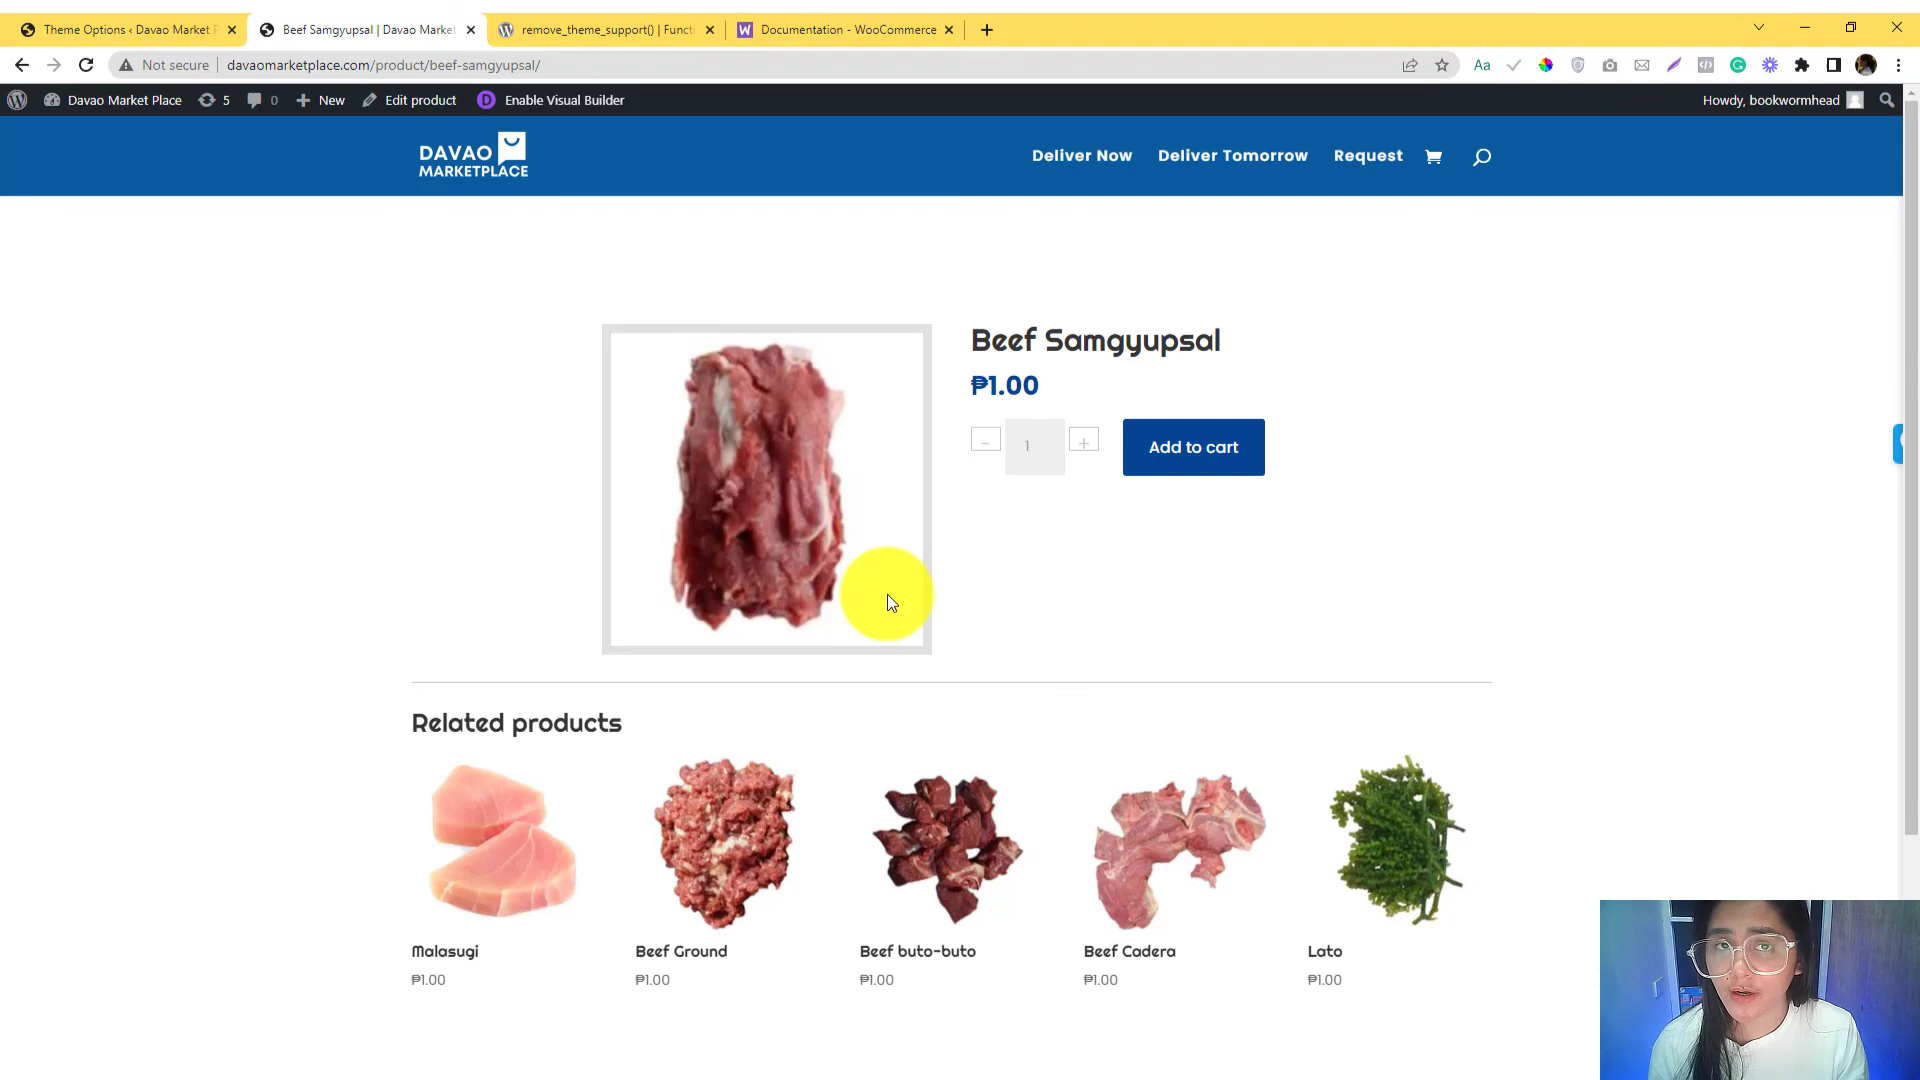 Theme Options ‹ Davao Market P
Beef Samgyupsal | Davao Market
remove_theme_support() | Functi
Documentation - WooCommerce
Not secure
davaomarketplace.com/product/beef-samgyupsal/
Aa
Davao Market Place
5
0
New
Edit product
D
Enable Visual Builder
Howdy, bookwormhead
DAVAO
MARKETPLACE
Deliver Now
Deliver Tomorrow
Request
Beef Samgyupsal
₱1.00
-
1
+
Add to cart
Related products
Malasugi
Beef Ground
Beef buto-buto
Beef Cadera
Lato
₱1.00
₱1.00
₱1.00
₱1.00
₱1.00